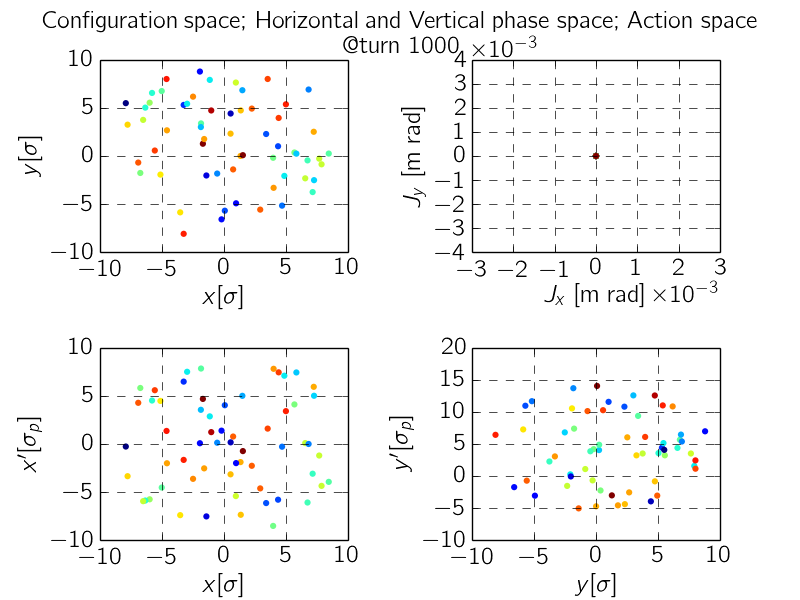 Configuration space; Horizontal and Vertical phase space; Action space
@turn 1000
×10⁻³
10
5
0
−5
−10
y[σ]
−10 −5 0 5 10
x[σ]
4
3
2
1
0
−1
−2
−3
−4
J_y [m rad]
−3 −2 −1 0 1 2 3
J_x [m rad] ×10⁻³
10
5
0
−5
−10
x′[σ_p]
−10 −5 0 5 10
x[σ]
20
15
10
5
0
−5
−10
y′[σ_p]
−10 −5 0 5 10
y[σ]